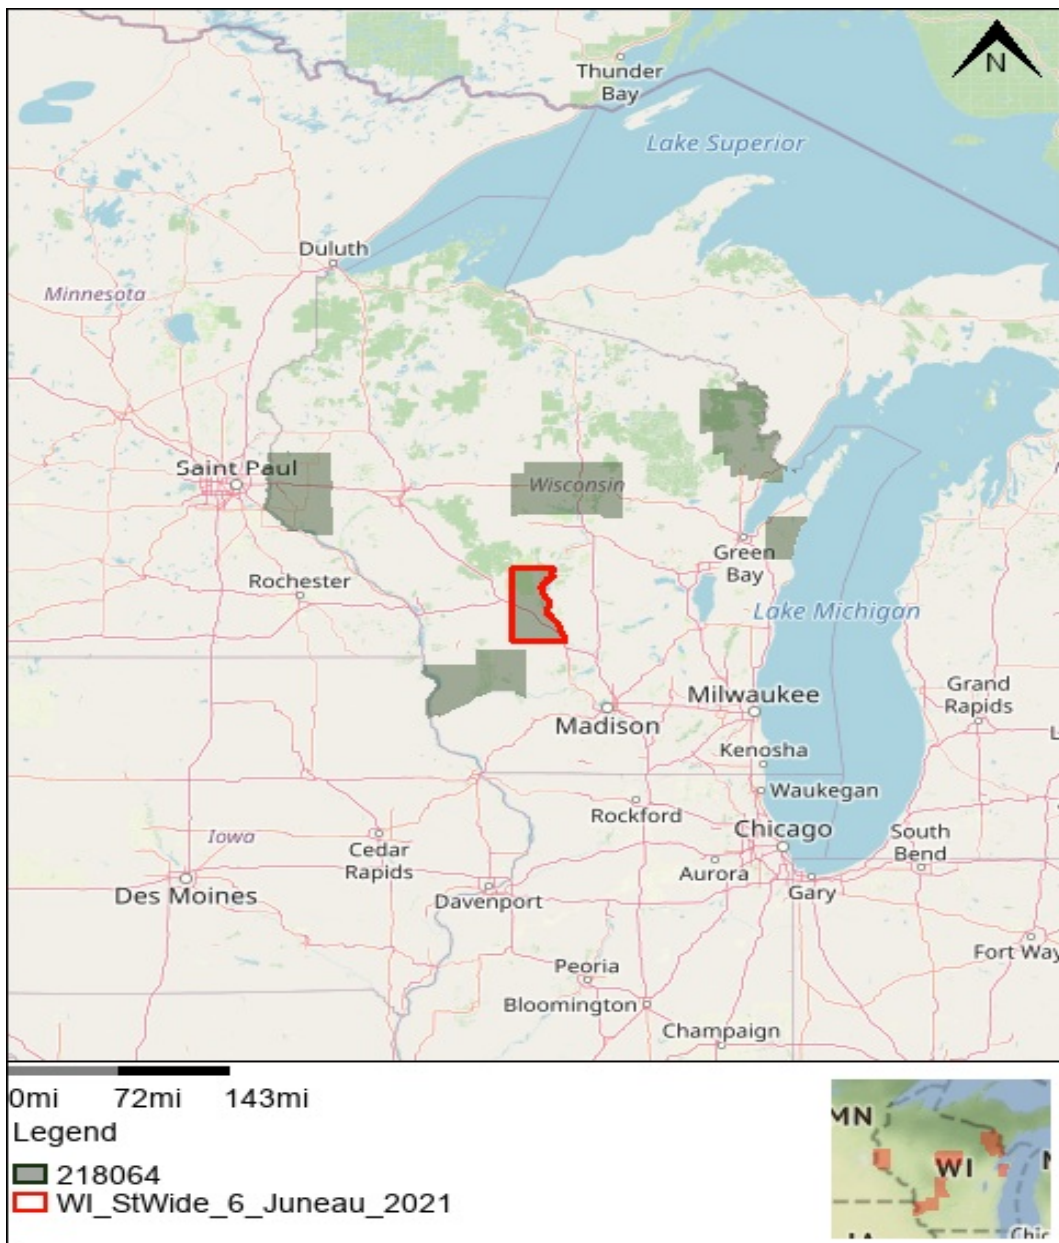 N
Thunder
Bay
Lake Superior
Duluth
Minnesota
Saint Paul
Wisconsin
Green
Bay
Rochester
Lake Michigan
Grand
Rapids
Milwaukee
Madison
Kenosha
Waukegan
Rockford
Chicago
South
Bend
Iowa
Cedar
Rapids
Aurora
Gary
Des Moines
Davenport
Fort Way
Peoria
Bloomington
Champaign
0mi 72mi 143mi
Legend
218064
WI_StWide_6_Juneau_2021
MN
WI